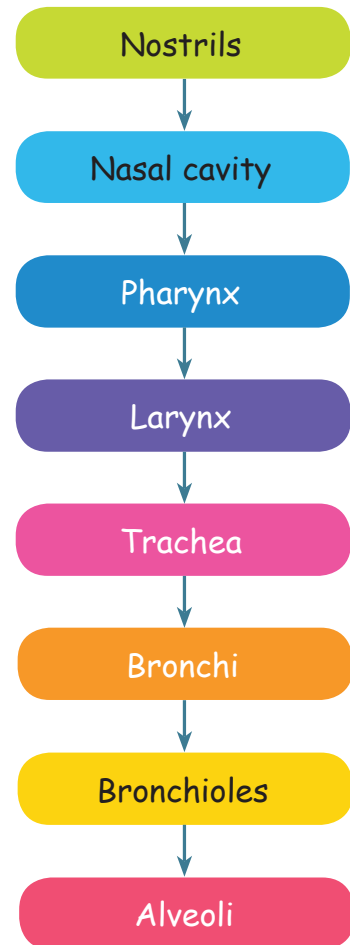 Nostrils
Nasal cavity
Pharynx
Larynx
Trachea
Bronchi
Bronchioles
Alveoli